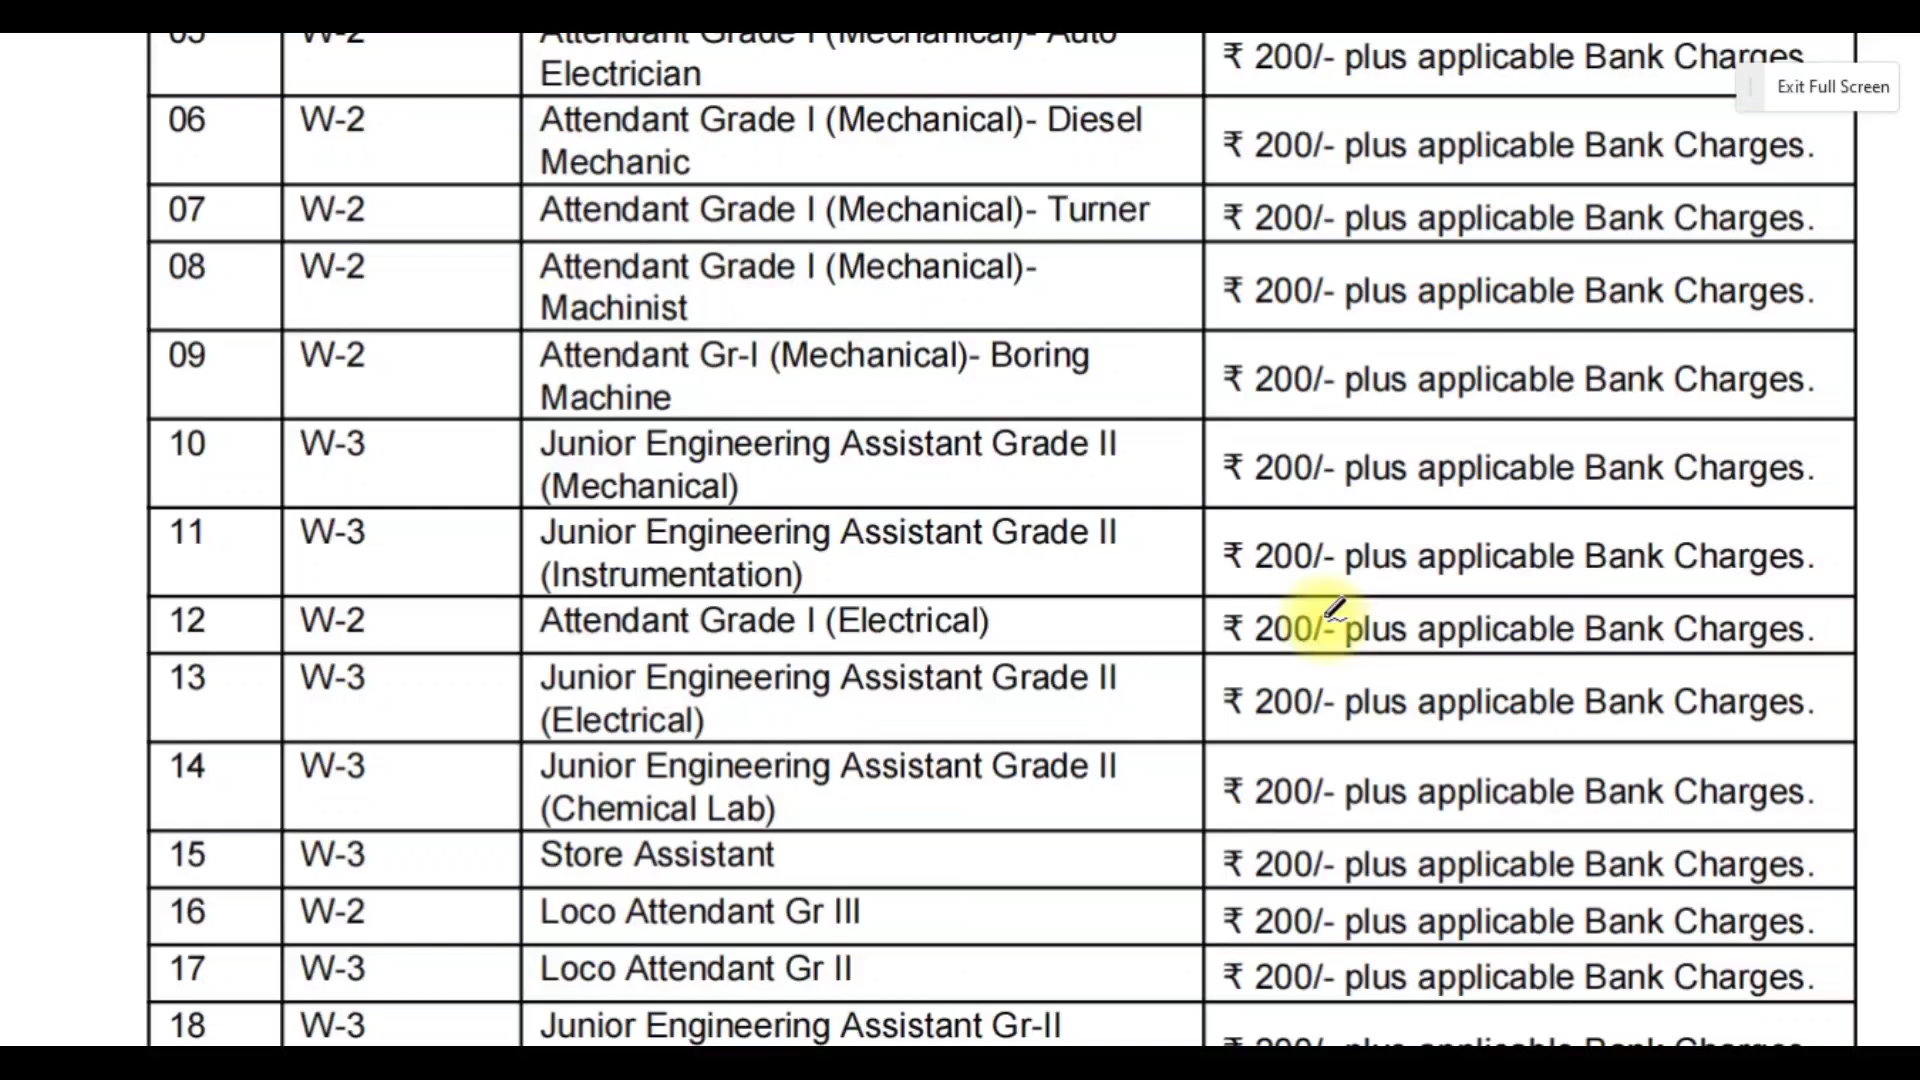 05 W-2 Attendant Grade I (Mechanical)- Auto
Electrician
₹ 200/- plus applicable Bank Charges.
Exit Full Screen
06 W-2 Attendant Grade I (Mechanical)- Diesel
Mechanic
₹ 200/- plus applicable Bank Charges.
07 W-2 Attendant Grade I (Mechanical)- Turner ₹ 200/- plus applicable Bank Charges.
08 W-2 Attendant Grade I (Mechanical)-
Machinist
₹ 200/- plus applicable Bank Charges.
09 W-2 Attendant Gr-I (Mechanical)- Boring
Machine
₹ 200/- plus applicable Bank Charges.
10 W-3 Junior Engineering Assistant Grade II
(Mechanical)
₹ 200/- plus applicable Bank Charges.
11 W-3 Junior Engineering Assistant Grade II
(Instrumentation)
₹ 200/- plus applicable Bank Charges.
12 W-2 Attendant Grade I (Electrical) ₹ 200/- plus applicable Bank Charges.
13 W-3 Junior Engineering Assistant Grade II
(Electrical)
₹ 200/- plus applicable Bank Charges.
14 W-3 Junior Engineering Assistant Grade II
(Chemical Lab)
₹ 200/- plus applicable Bank Charges.
15 W-3 Store Assistant ₹ 200/- plus applicable Bank Charges.
16 W-2 Loco Attendant Gr III ₹ 200/- plus applicable Bank Charges.
17 W-3 Loco Attendant Gr II ₹ 200/- plus applicable Bank Charges.
18 W-3 Junior Engineering Assistant Gr-II
₹ 200/- plus applicable Bank Charges.